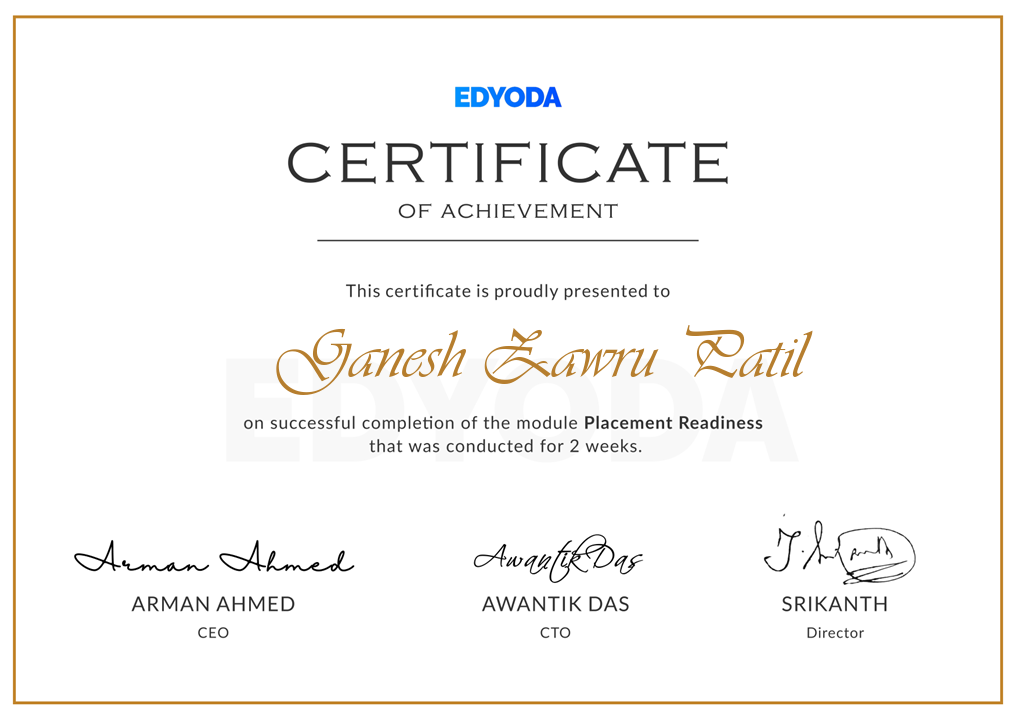 EDYODA
CERTIFICATE
OF ACHIEVEMENT
This certificate is proudly presented to
Ganesh Zawru Patil
EDYODA
on successful completion of the module Placement Readiness
that was conducted for 2 weeks.
Arman Ahmed
Awantik Das
ARMAN AHMED
AWANTIK DAS
SRIKANTH
CEO
CTO
Director